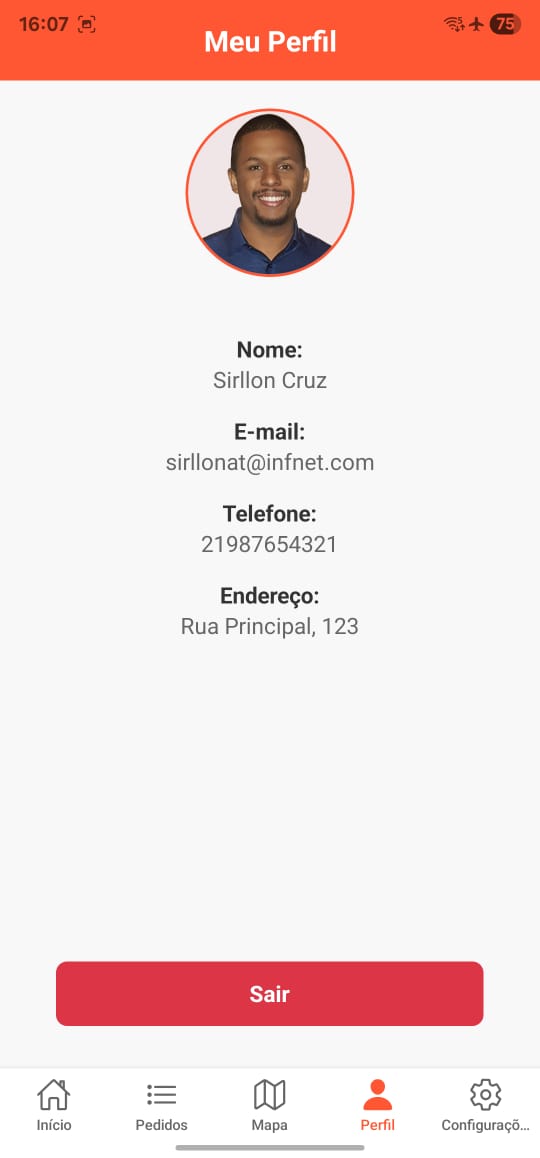 16:07
75
Meu Perfil
Nome:
Sirllon Cruz
E-mail:
sirllonat@infnet.com
Telefone:
21987654321
Endereço:
Rua Principal, 123
Sair
Início
Pedidos
Mapa
Perfil
Configuraçõ...